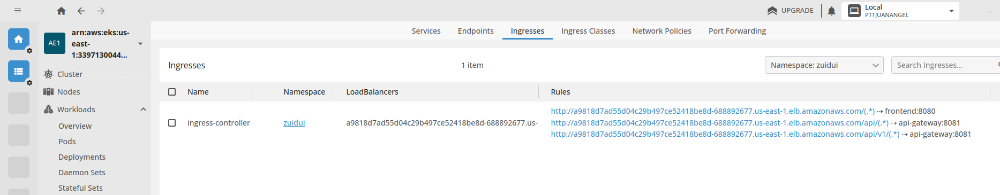 UPGRADE
Local
PTTJUANANGEL
AE1
arn:aws:eks:us-
east-
1:3397130044...
Cluster
Nodes
Workloads
Overview
Pods
Deployments
Daemon Sets
Stateful Sets
Services Endpoints Ingresses Ingress Classes Network Policies Port Forwarding
Ingresses 1 item Namespace: zuidui Search Ingresses...
Name Namespace LoadBalancers Rules
ingress-controller zuidui a9818d7ad55d04c29b497ce52418be8d-688892677.us-
http://a9818d7ad55d04c29b497ce52418be8d-688892677.us-east-1.elb.amazonaws.com/(.*) ⇢ frontend:8080
http://a9818d7ad55d04c29b497ce52418be8d-688892677.us-east-1.elb.amazonaws.com/api/(.*) ⇢ api-gateway:8081
http://a9818d7ad55d04c29b497ce52418be8d-688892677.us-east-1.elb.amazonaws.com/api/v1/(.*) ⇢ api-gateway:8081